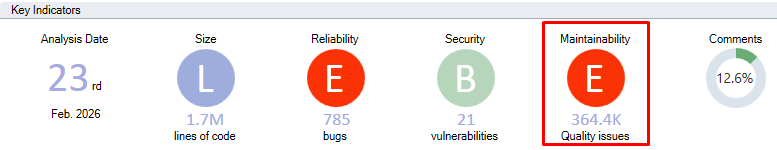 Key Indicators
Analysis Date
23 rd
Feb. 2026
Size
L
1.7M
lines of code
Reliability
E
785
bugs
Security
B
21
vulnerabilities
Maintainability
E
364.4K
Quality issues
Comments
12.6%